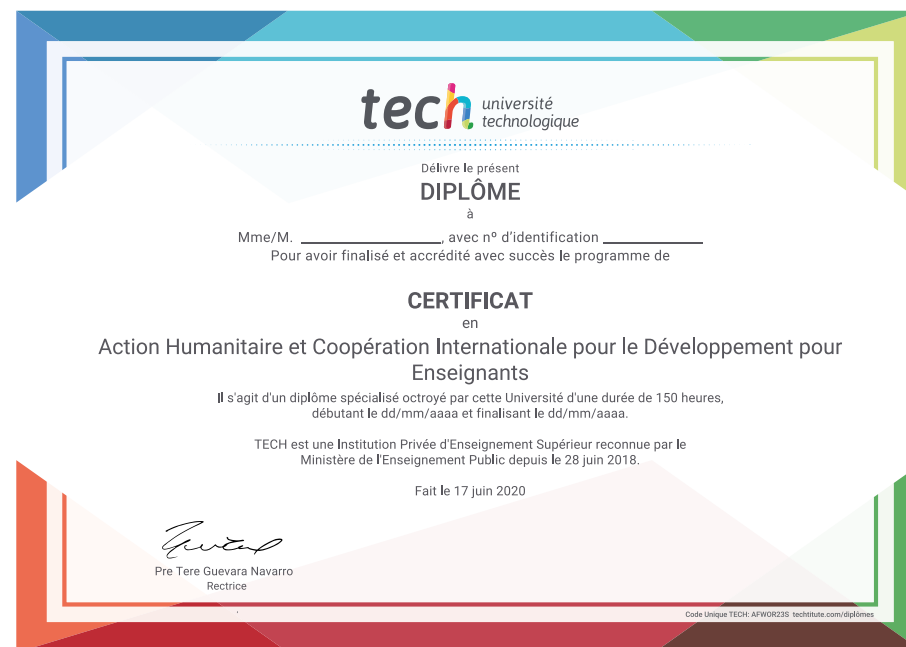 tech université
technologique
Délivre le présent
DIPLÔME
à
Mme/M. ____________________, avec nº d'identification ______________
Pour avoir finalisé et accrédité avec succès le programme de
CERTIFICAT
en
Action Humanitaire et Coopération Internationale pour le Développement pour
Enseignants
Il s'agit d'un diplôme spécialisé octroyé par cette Université d'une durée de 150 heures,
débutant le dd/mm/aaaa et finalisant le dd/mm/aaaa.
TECH est une Institution Privée d'Enseignement Supérieur reconnue par le
Ministère de l'Enseignement Public depuis le 28 juin 2018.
Fait le 17 juin 2020
Pre Tere Guevara Navarro
Rectrice
Code Unique TECH: AFWOR23S techtitute.com/diplômes